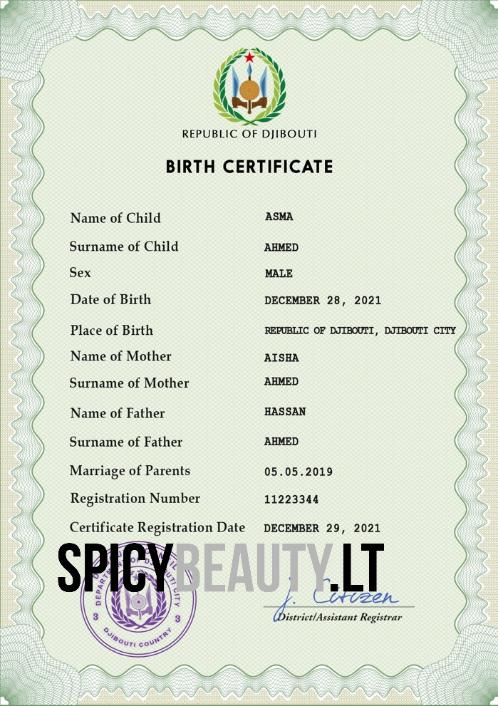 REPUBLIC OF DJIBOUTI
BIRTH CERTIFICATE
Name of Child ASMA
Surname of Child AHMED
Sex MALE
Date of Birth DECEMBER 28, 2021
Place of Birth REPUBLIC OF DJIBOUTI, DJIBOUTI CITY
Name of Mother AISHA
Surname of Mother AHMED
Name of Father HASSAN
Surname of Father AHMED
Marriage of Parents 05.05.2019
Registration Number 11223344
Certificate Registration Date DECEMBER 29, 2021
SPICYBEAUTY.LT
J. Citizen
District/Assistant Registrar
3 3
DJIBOUTI COUNTRY